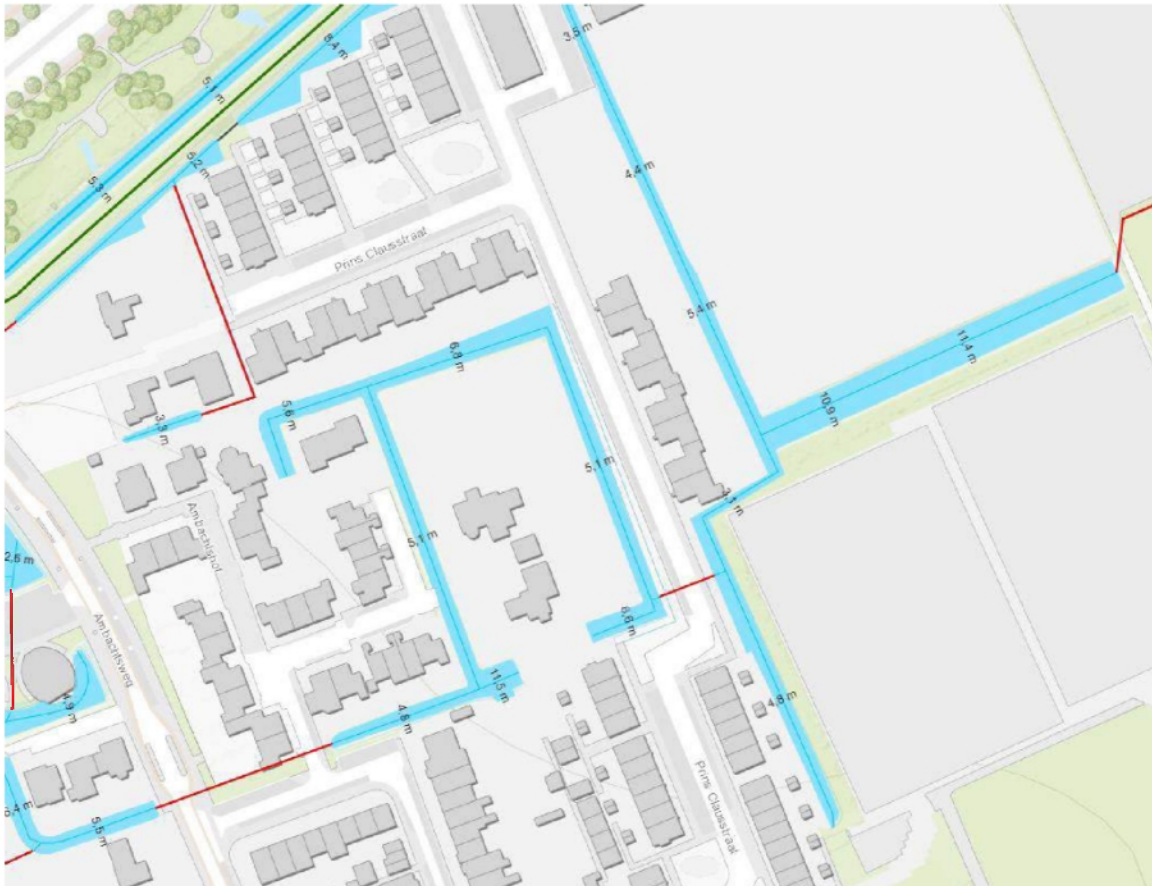 3,5 m
8,4 m
5,1 m
4,4 m
5,2 m
5,3 m
Prins Clausstraat
5,4 m
11,4 m
6,8 m
10,9 m
5,6 m
3,3 m
5,1 m
3,1 m
Ambachtshof
5,1 m
2,6 m
6,6 m
Ambachtsweg
11,5 m
4,9 m
4,8 m
4,8 m
Prins Clausstraat
5,4 m
5,5 m